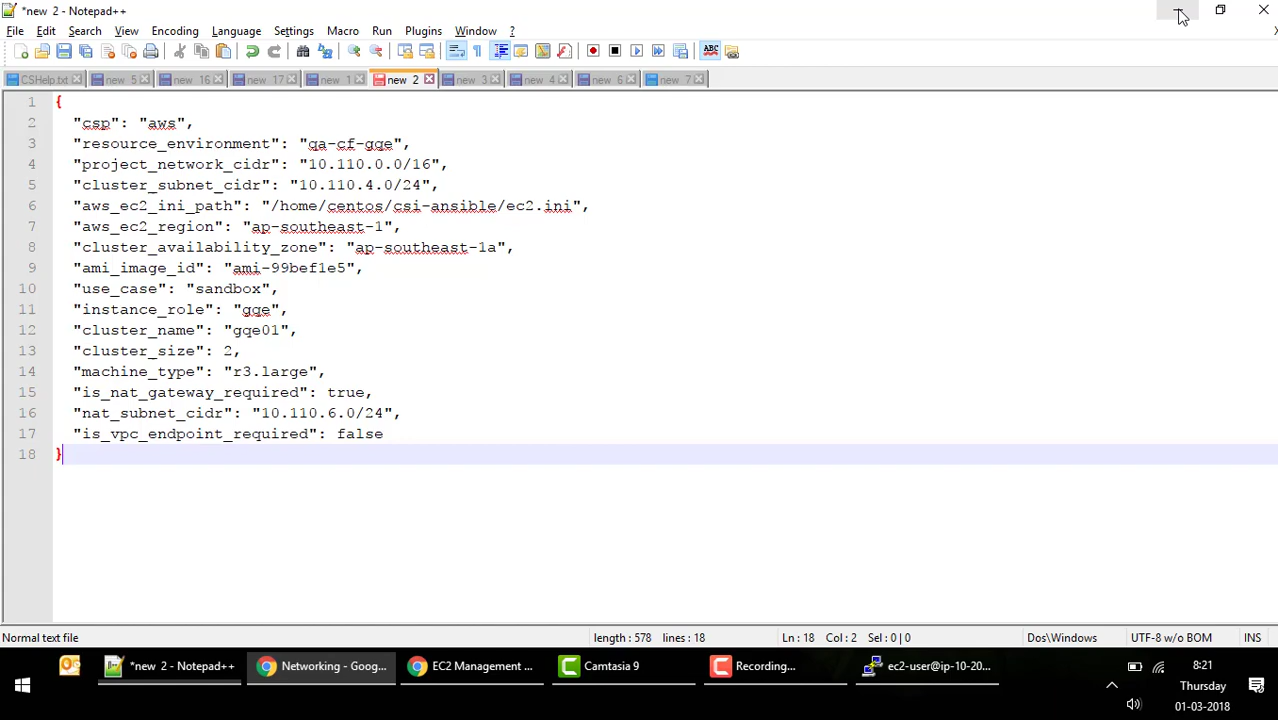 *new 2 - Notepad++
File Edit Search View Encoding Language Settings Macro Run Plugins Window ?
CSHelp.txt new 5 new 16 new 17 new 1 new 2 new 3 new 4 new 6 new 7
1 {
2 "csp": "aws",
3 "resource_environment": "qa-cf-gqe",
4 "project_network_cidr": "10.110.0.0/16",
5 "cluster_subnet_cidr": "10.110.4.0/24",
6 "aws_ec2_ini_path": "/home/centos/csi-ansible/ec2.ini",
7 "aws_ec2_region": "ap-southeast-1",
8 "cluster_availability_zone": "ap-southeast-1a",
9 "ami_image_id": "ami-99bef1e5",
10 "use_case": "sandbox",
11 "instance_role": "gqe",
12 "cluster_name": "gqe01",
13 "cluster_size": 2,
14 "machine_type": "r3.large",
15 "is_nat_gateway_required": true,
16 "nat_subnet_cidr": "10.110.6.0/24",
17 "is_vpc_endpoint_required": false
18 }
Normal text file length : 578 lines : 18 Ln : 18 Col : 2 Sel : 0 | 0 Dos\Windows UTF-8 w/o BOM INS
*new 2 - Notepad++ Networking - Goog... EC2 Management ... Camtasia 9 Recording... ec2-user@ip-10-20... 8:21
Thursday
01-03-2018